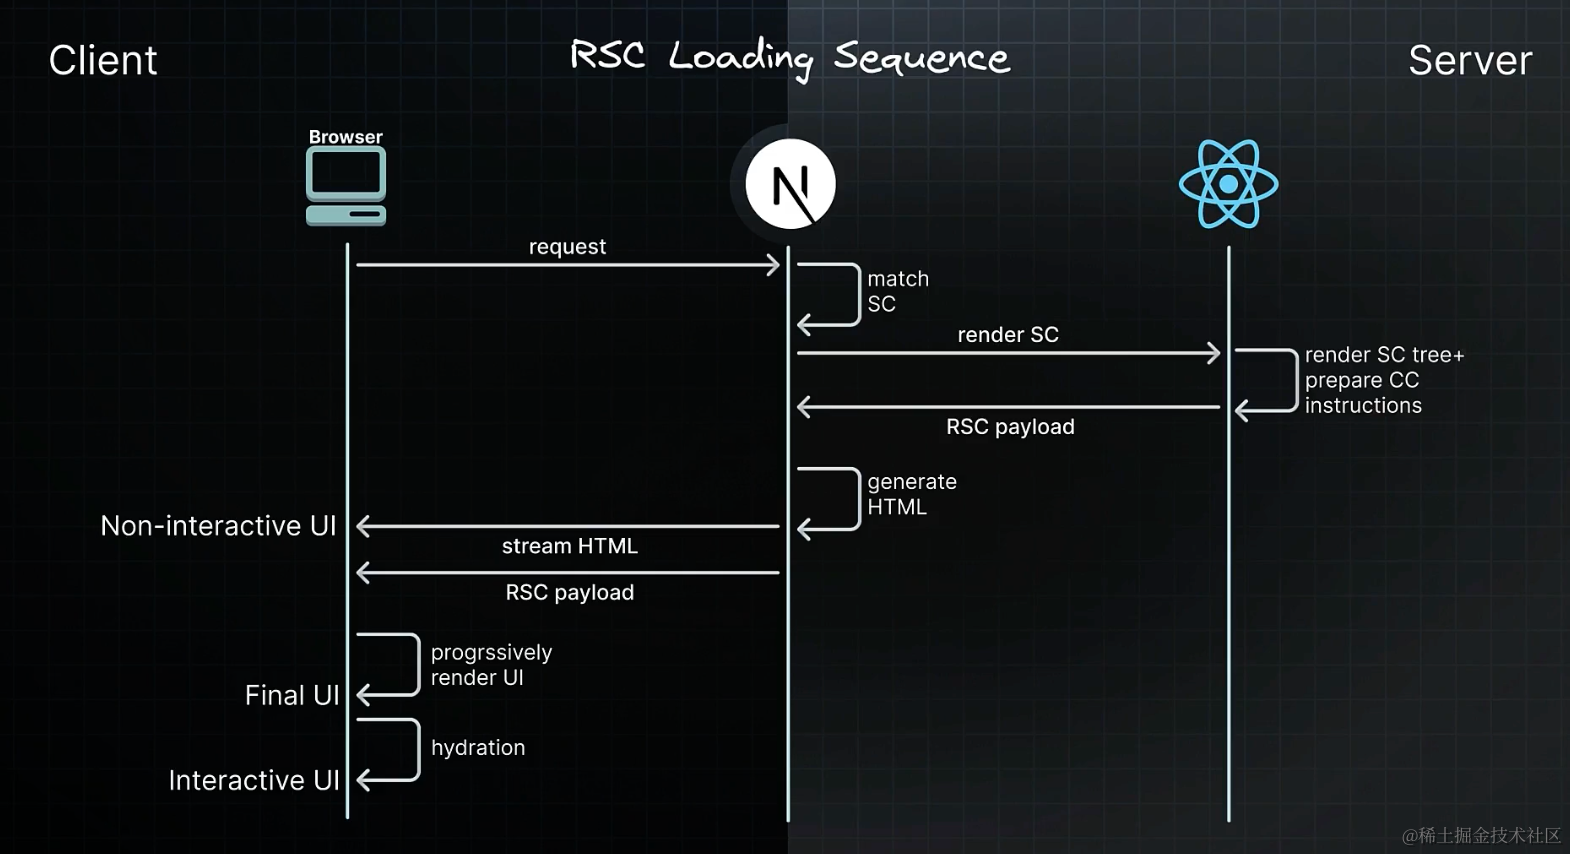 Client
RSC Loading Sequence
Server
Browser
request
match
SC
render SC
render SC tree+
prepare CC
instructions
RSC payload
generate
HTML
Non-interactive UI
stream HTML
RSC payload
progrssively
render UI
Final UI
hydration
Interactive UI
@稀土掘金技术社区